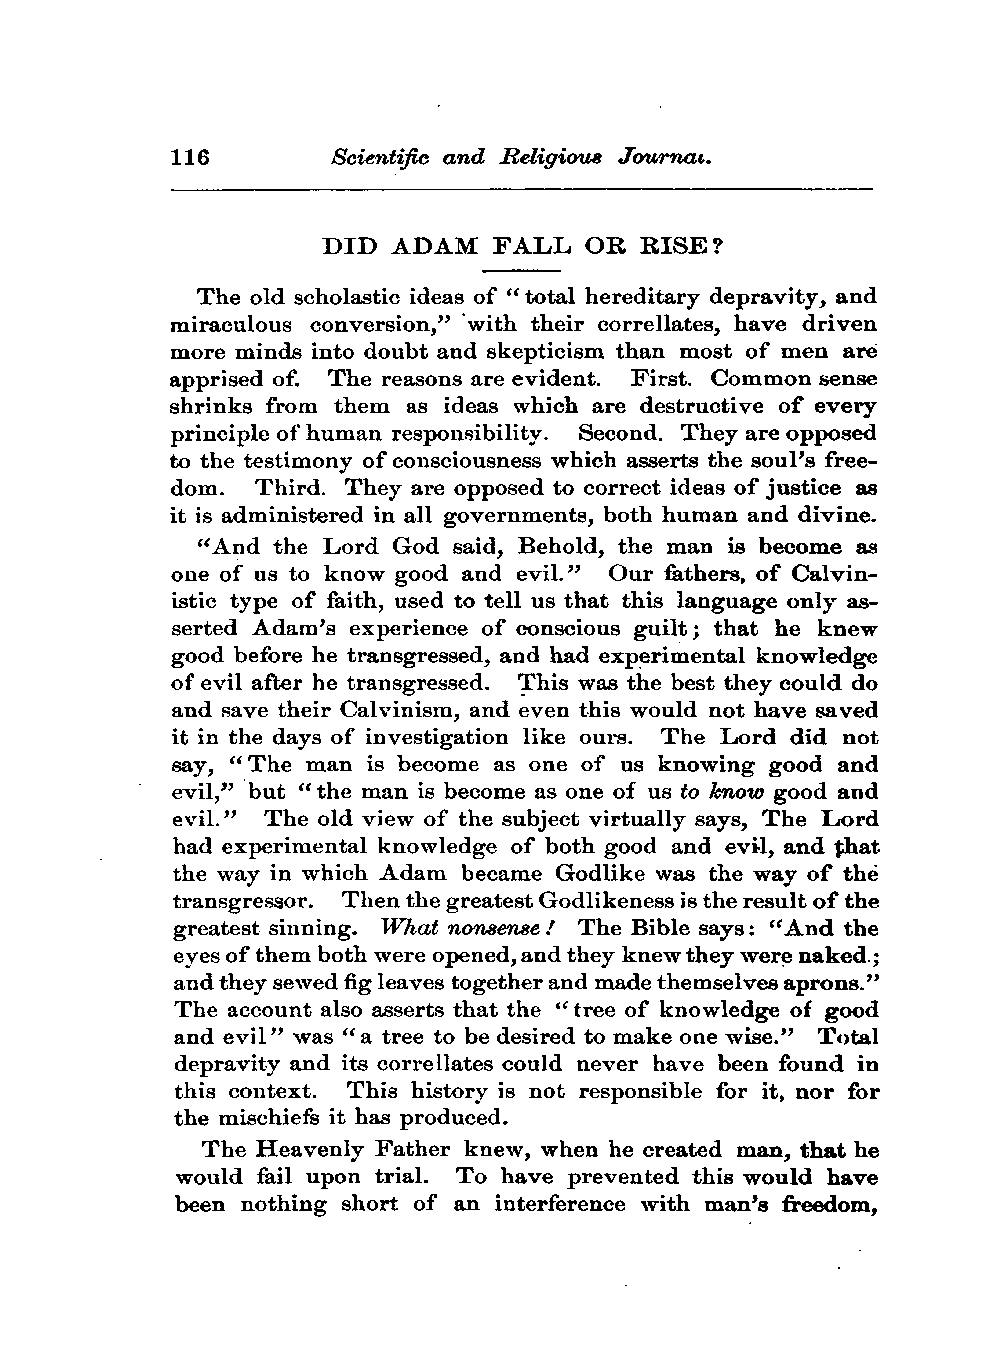 116 Scientific and Religious Journal.
DID ADAM FALL OR RISE?
The old scholastic ideas of "total hereditary depravity, and
miraculous conversion," with their correllates, have driven
more minds into doubt and skepticism than most of men are
apprised of. The reasons are evident. First. Common sense
shrinks from them as ideas which are destructive of every
principle of human responsibility. Second. They are opposed
to the testimony of consciousness which asserts the soul's free-
dom. Third. They are opposed to correct ideas of justice as
it is administered in all governments, both human and divine.
"And the Lord God said, Behold, the man is become as
one of us to know good and evil." Our fathers, of Calvin-
istic type of faith, used to tell us that this language only as-
serted Adam's experience of conscious guilt; that he knew
good before he transgressed, and had experimental knowledge
of evil after he transgressed. This was the best they could do
and save their Calvinism, and even this would not have saved
it in the days of investigation like ours. The Lord did not
say, "The man is become as one of us knowing good and
evil," but "the man is become as one of us to know good and
evil." The old view of the subject virtually says, The Lord
had experimental knowledge of both good and evil, and that
the way in which Adam became Godlike was the way of the
transgressor. Then the greatest Godlikeness is the result of the
greatest sinning. What nonsense! The Bible says: "And the
eyes of them both were opened, and they knew they were naked.;
and they sewed fig leaves together and made themselves aprons."
The account also asserts that the "tree of knowledge of good
and evil" was "a tree to be desired to make one wise." Total
depravity and its correllates could never have been found in
this context. This history is not responsible for it, nor for
the mischiefs it has produced.
The Heavenly Father knew, when he created man, that he
would fail upon trial. To have prevented this would have
been nothing short of an interference with man's freedom,